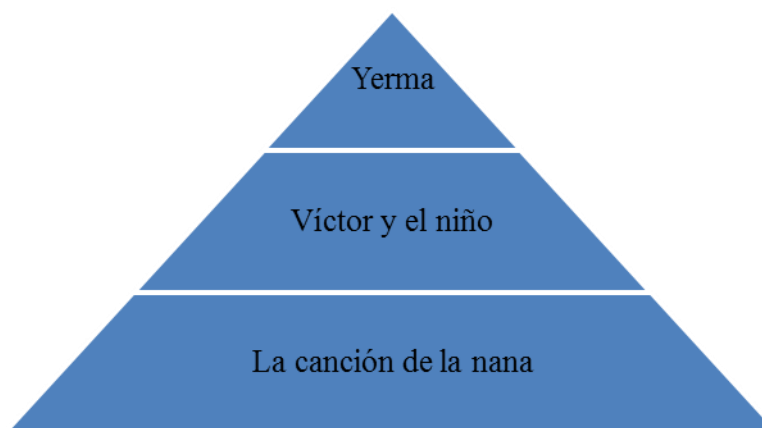 Yerma
Víctor y el niño
La canción de la nana